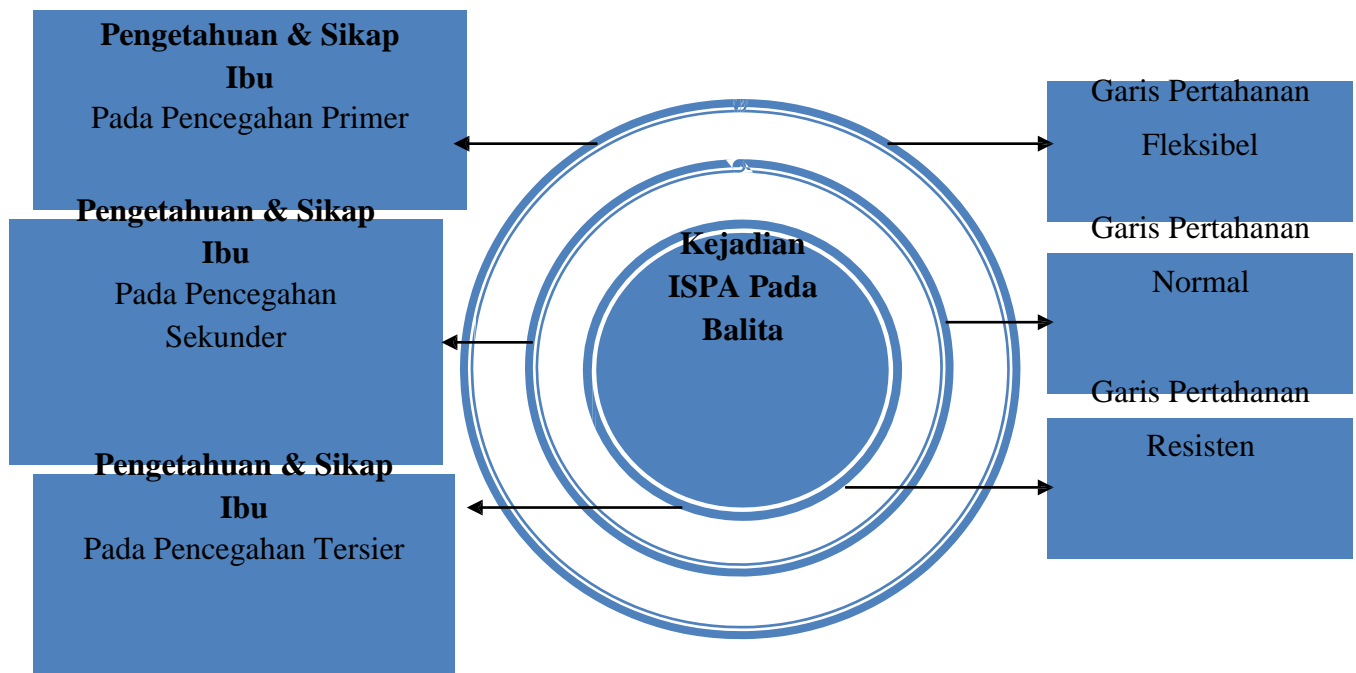 Pengetahuan & Sikap
Ibu
Pada Pencegahan Primer
Pengetahuan & Sikap
Ibu
Pada Pencegahan
Sekunder
Pengetahuan & Sikap
Ibu
Pada Pencegahan Tersier
Kejadian
ISPA Pada
Balita
Garis Pertahanan
Fleksibel
Garis Pertahanan
Normal
Garis Pertahanan
Resisten